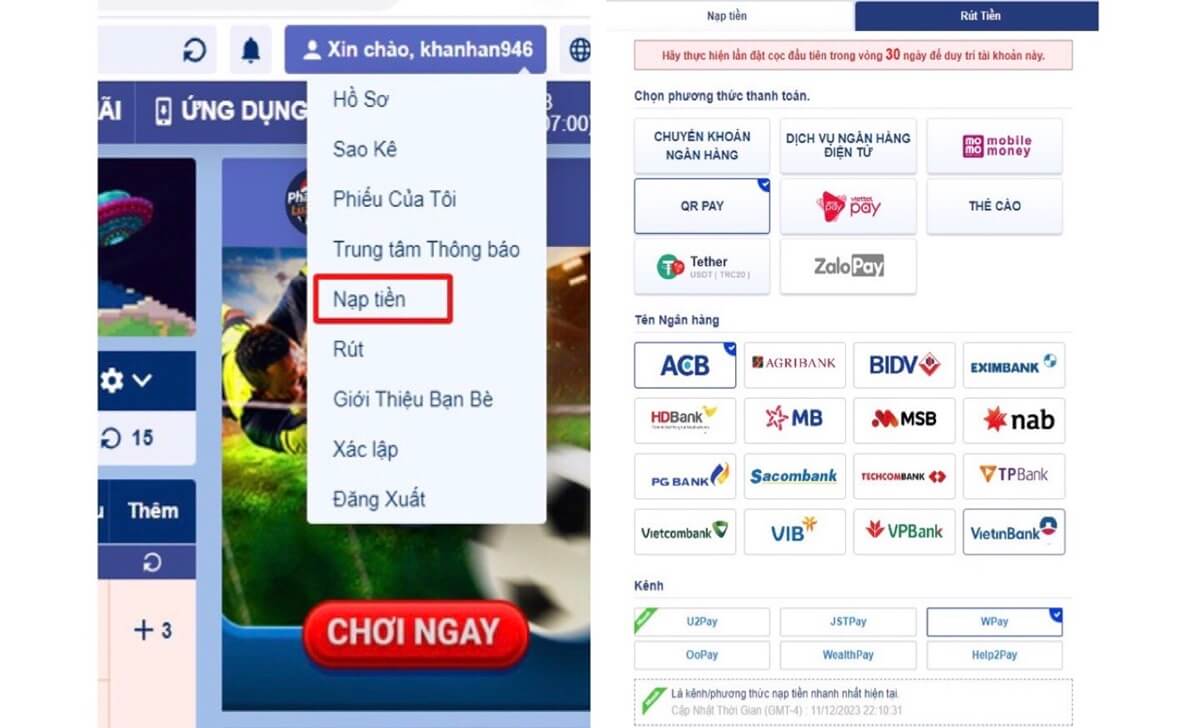 Xin chào, khanhan946
ÃI
ỨNG DỤNG
07:00)
Hồ Sơ
Sao Kê
Phiếu Của Tôi
Trung tâm Thông báo
Nạp tiền
Rút
Giới Thiệu Bạn Bè
Xác lập
Đăng Xuất
15
Thêm
+ 3
CHƠI NGAY
Nạp tiền
Rút Tiền
Hãy thực hiện lần đặt cọc đầu tiên trong vòng 30 ngày để duy trì tài khoản này.
Chọn phương thức thanh toán.
CHUYỂN KHOẢN
NGÂN HÀNG
DỊCH VỤ NGÂN HÀNG
ĐIỆN TỬ
momo
mobile
money
QR PAY
viettel
pay
THẺ CÀO
Tether
USDT ( TRC20 )
ZaloPay
Tên Ngân hàng
ACB
AGRIBANK
BIDV
EXIMBANK
HDBank
MB
MSB
nab
PG BANK
Sacombank
TECHCOMBANK
TPBank
Vietcombank
VIB
VPBank
VietinBank
Kênh
U2Pay
JSTPay
WPay
OoPay
WealthPay
Help2Pay
Là kênh/phương thức nạp tiền nhanh nhất hiện tại.
Cập Nhật Thời Gian (GMT-4) : 11/12/2023 22:10:31